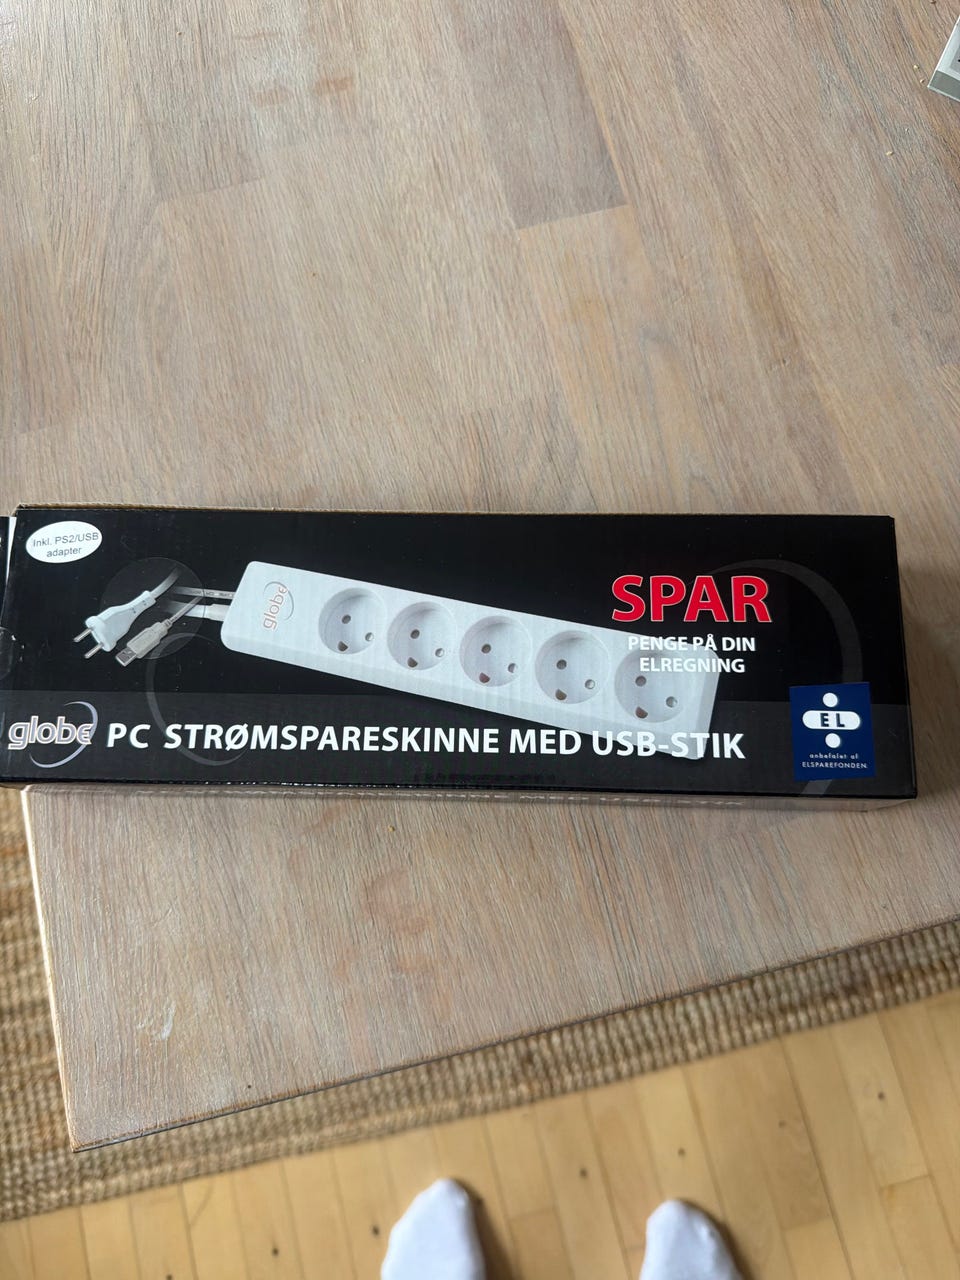 Inkl. PS2/USB
adapter
globe
SPAR
PENGE PÅ DIN
ELREGNING
globe PC STRØMSPARESKINNE MED USB-STIK
EL
anbefalet af
ELSPAREFONDEN